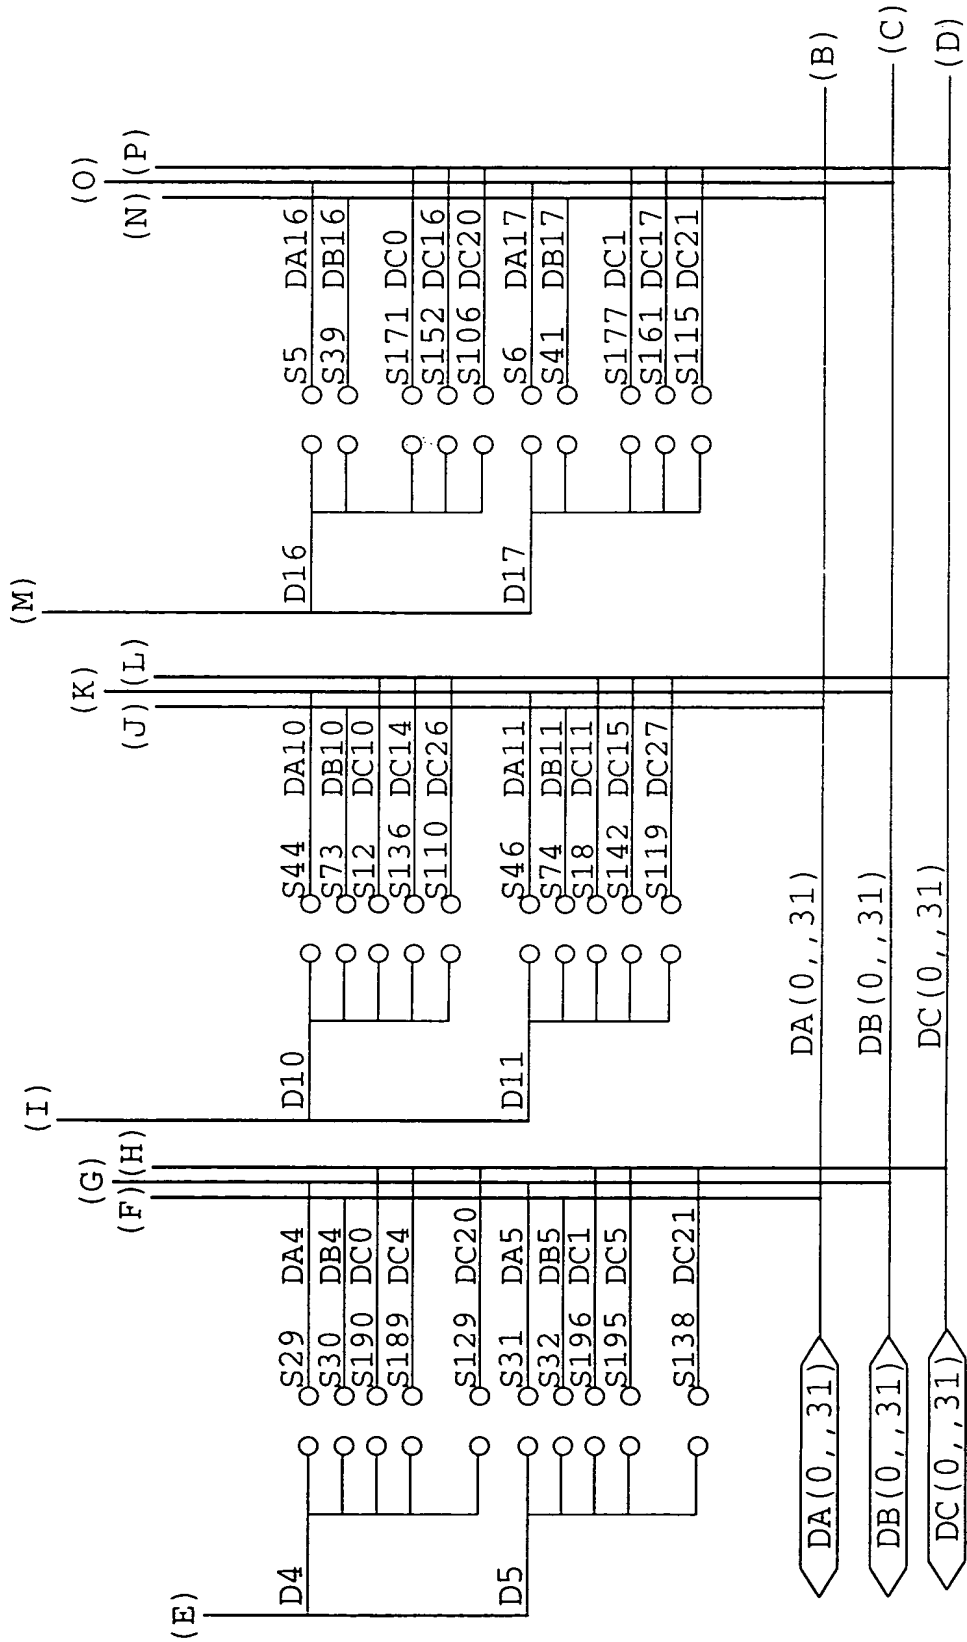 (E)
D4
S29 DA4
S30 DB4
S190 DC0
S189 DC4
S129 DC20
D5
S31 DA5
S32 DB5
S196 DC1
S195 DC5
S138 DC21
(F)
(G)
(H)
(I)
D10
S44 DA10
S73 DB10
S12 DC10
S136 DC14
S110 DC26
D11
S46 DA11
S74 DB11
S18 DC11
S142 DC15
S119 DC27
(J)
(K)
(L)
(M)
D16
S5 DA16
S39 DB16
S171 DC0
S152 DC16
S106 DC20
D17
S6 DA17
S41 DB17
S177 DC1
S161 DC17
S115 DC21
(N)
(O)
(P)
DA(0,,31) DA(0,,31) (B)
DB(0,,31) DB(0,,31) (C)
DC(0,,31) DC(0,,31) (D)